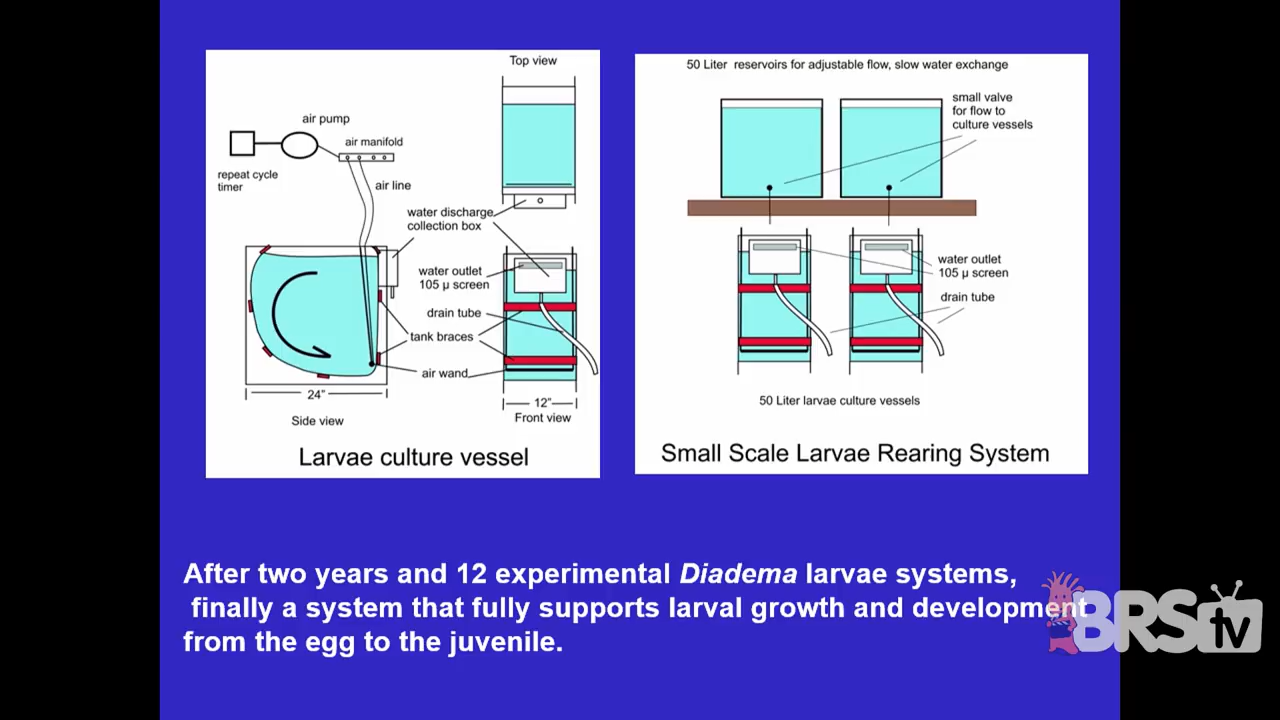 Top view
air pump
air manifold
repeat cycle
timer
air line
water discharge
collection box
water outlet
105 µ screen
drain tube
tank braces
air wand
24”
12”
Side view
Front view
Larvae culture vessel
50 Liter reservoirs for adjustable flow, slow water exchange
small valve
for flow to
culture vessels
water outlet
105 µ screen
drain tube
50 Liter larvae culture vessels
Small Scale Larvae Rearing System
After two years and 12 experimental Diadema larvae systems,
finally a system that fully supports larval growth and development
from the egg to the juvenile.
BRS tv